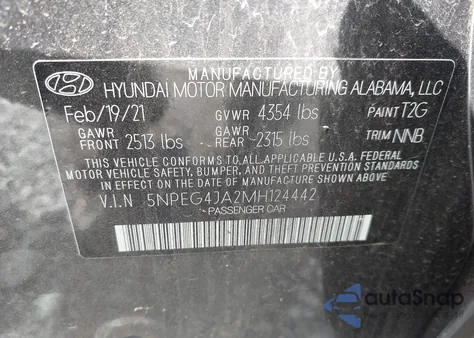 MANUFACTURED BY
HYUNDAI MOTOR MANUFACTURING ALABAMA, LLC
Feb/19/21 GVWR 4354 lbs PAINT T2G
GAWR FRONT 2513 lbs GAWR REAR 2315 lbs TRIM NNB
THIS VEHICLE CONFORMS TO ALL APPLICABLE U.S.A. FEDERAL
MOTOR VEHICLE SAFETY, BUMPER, AND THEFT PREVENTION STANDARDS
IN EFFECT ON THE DATE OF MANUFACTURE SHOWN ABOVE.
V.I.N 5NPEG4JA2MH124442
PASSENGER CAR
autoSnap